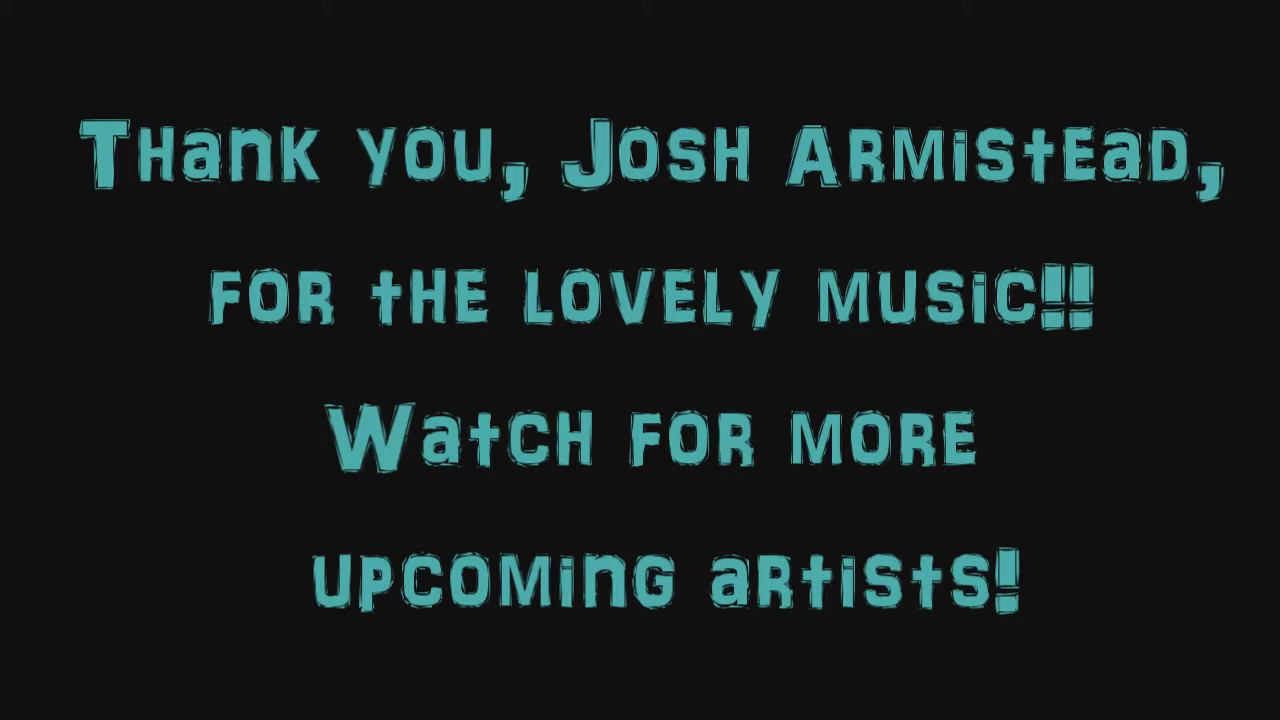 Thank you, Josh Armistead,
for the lovely music!!
Watch for more
upcoming artists!